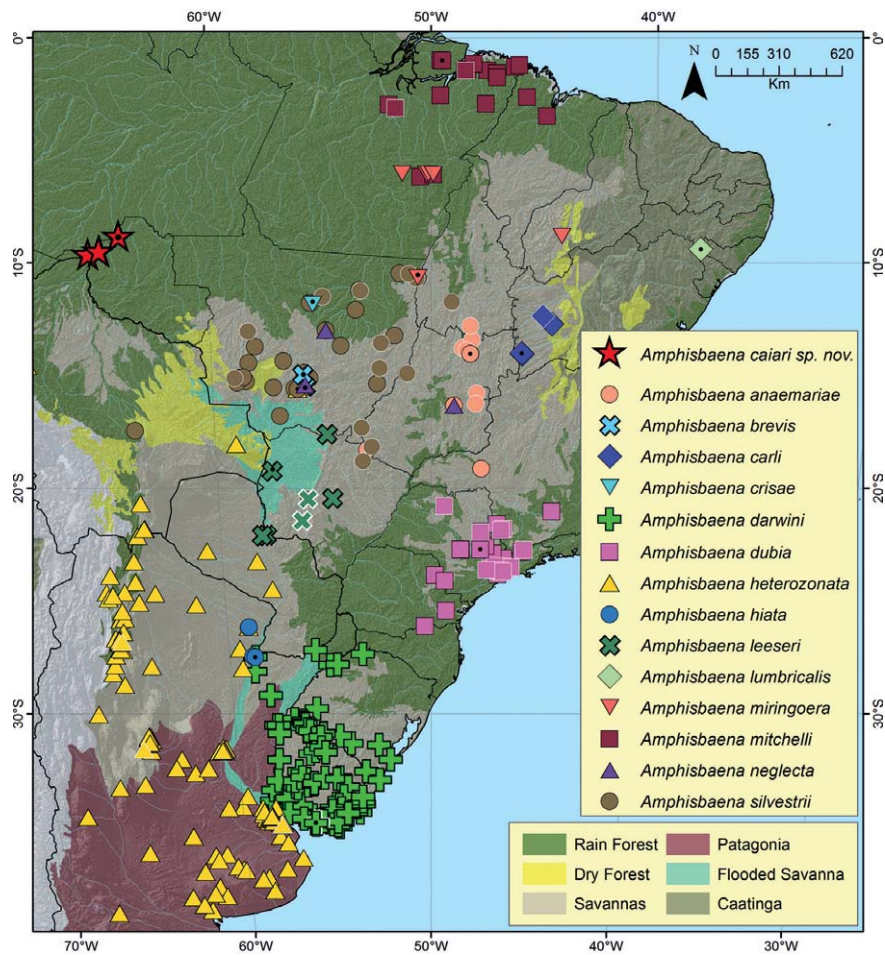 60°W 50°W 40°W
0° 0°
N
0 155 310 620
Km
10°S 10°S
Amphisbaena caiari sp. nov.
Amphisbaena anaemariae
Amphisbaena brevis
Amphisbaena carli
Amphisbaena crisae
Amphisbaena darwini
Amphisbaena dubia
Amphisbaena heterozonata
Amphisbaena hiata
Amphisbaena leeseri
Amphisbaena lumbricalis
Amphisbaena miringoera
Amphisbaena mitchelli
Amphisbaena neglecta
Amphisbaena silvestrii
20°S 20°S
30°S 30°S
Rain Forest Patagonia
Dry Forest Flooded Savanna
Savannas Caatinga
70°W 60°W 50°W 40°W 30°W